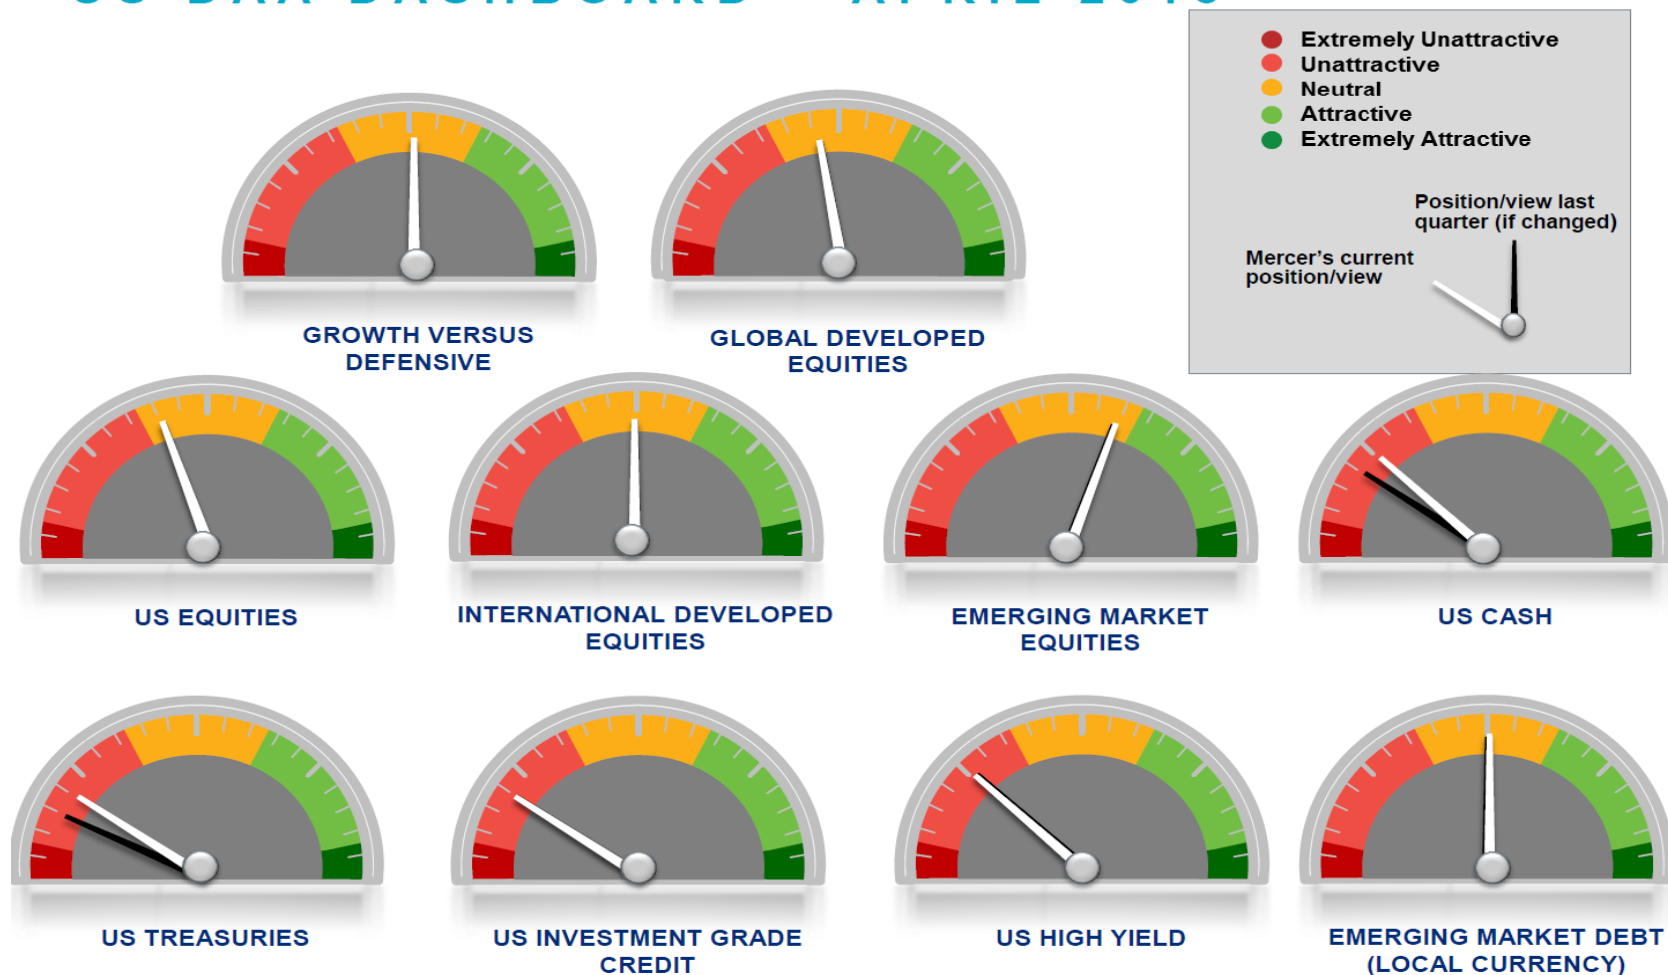 DASHBOARD APRIL
Extremely Unattractive
Unattractive
Neutral
Attractive
Extremely Attractive
Position/view last
quarter (if changed)
Mercer's current
position/view
GROWTH VERSUS
DEFENSIVE
GLOBAL DEVELOPED
EQUITIES
US EQUITIES
INTERNATIONAL DEVELOPED
EQUITIES
EMERGING MARKET
EQUITIES
US CASH
US TREASURIES
US INVESTMENT GRADE
CREDIT
US HIGH YIELD
EMERGING MARKET DEBT
(LOCAL CURRENCY)